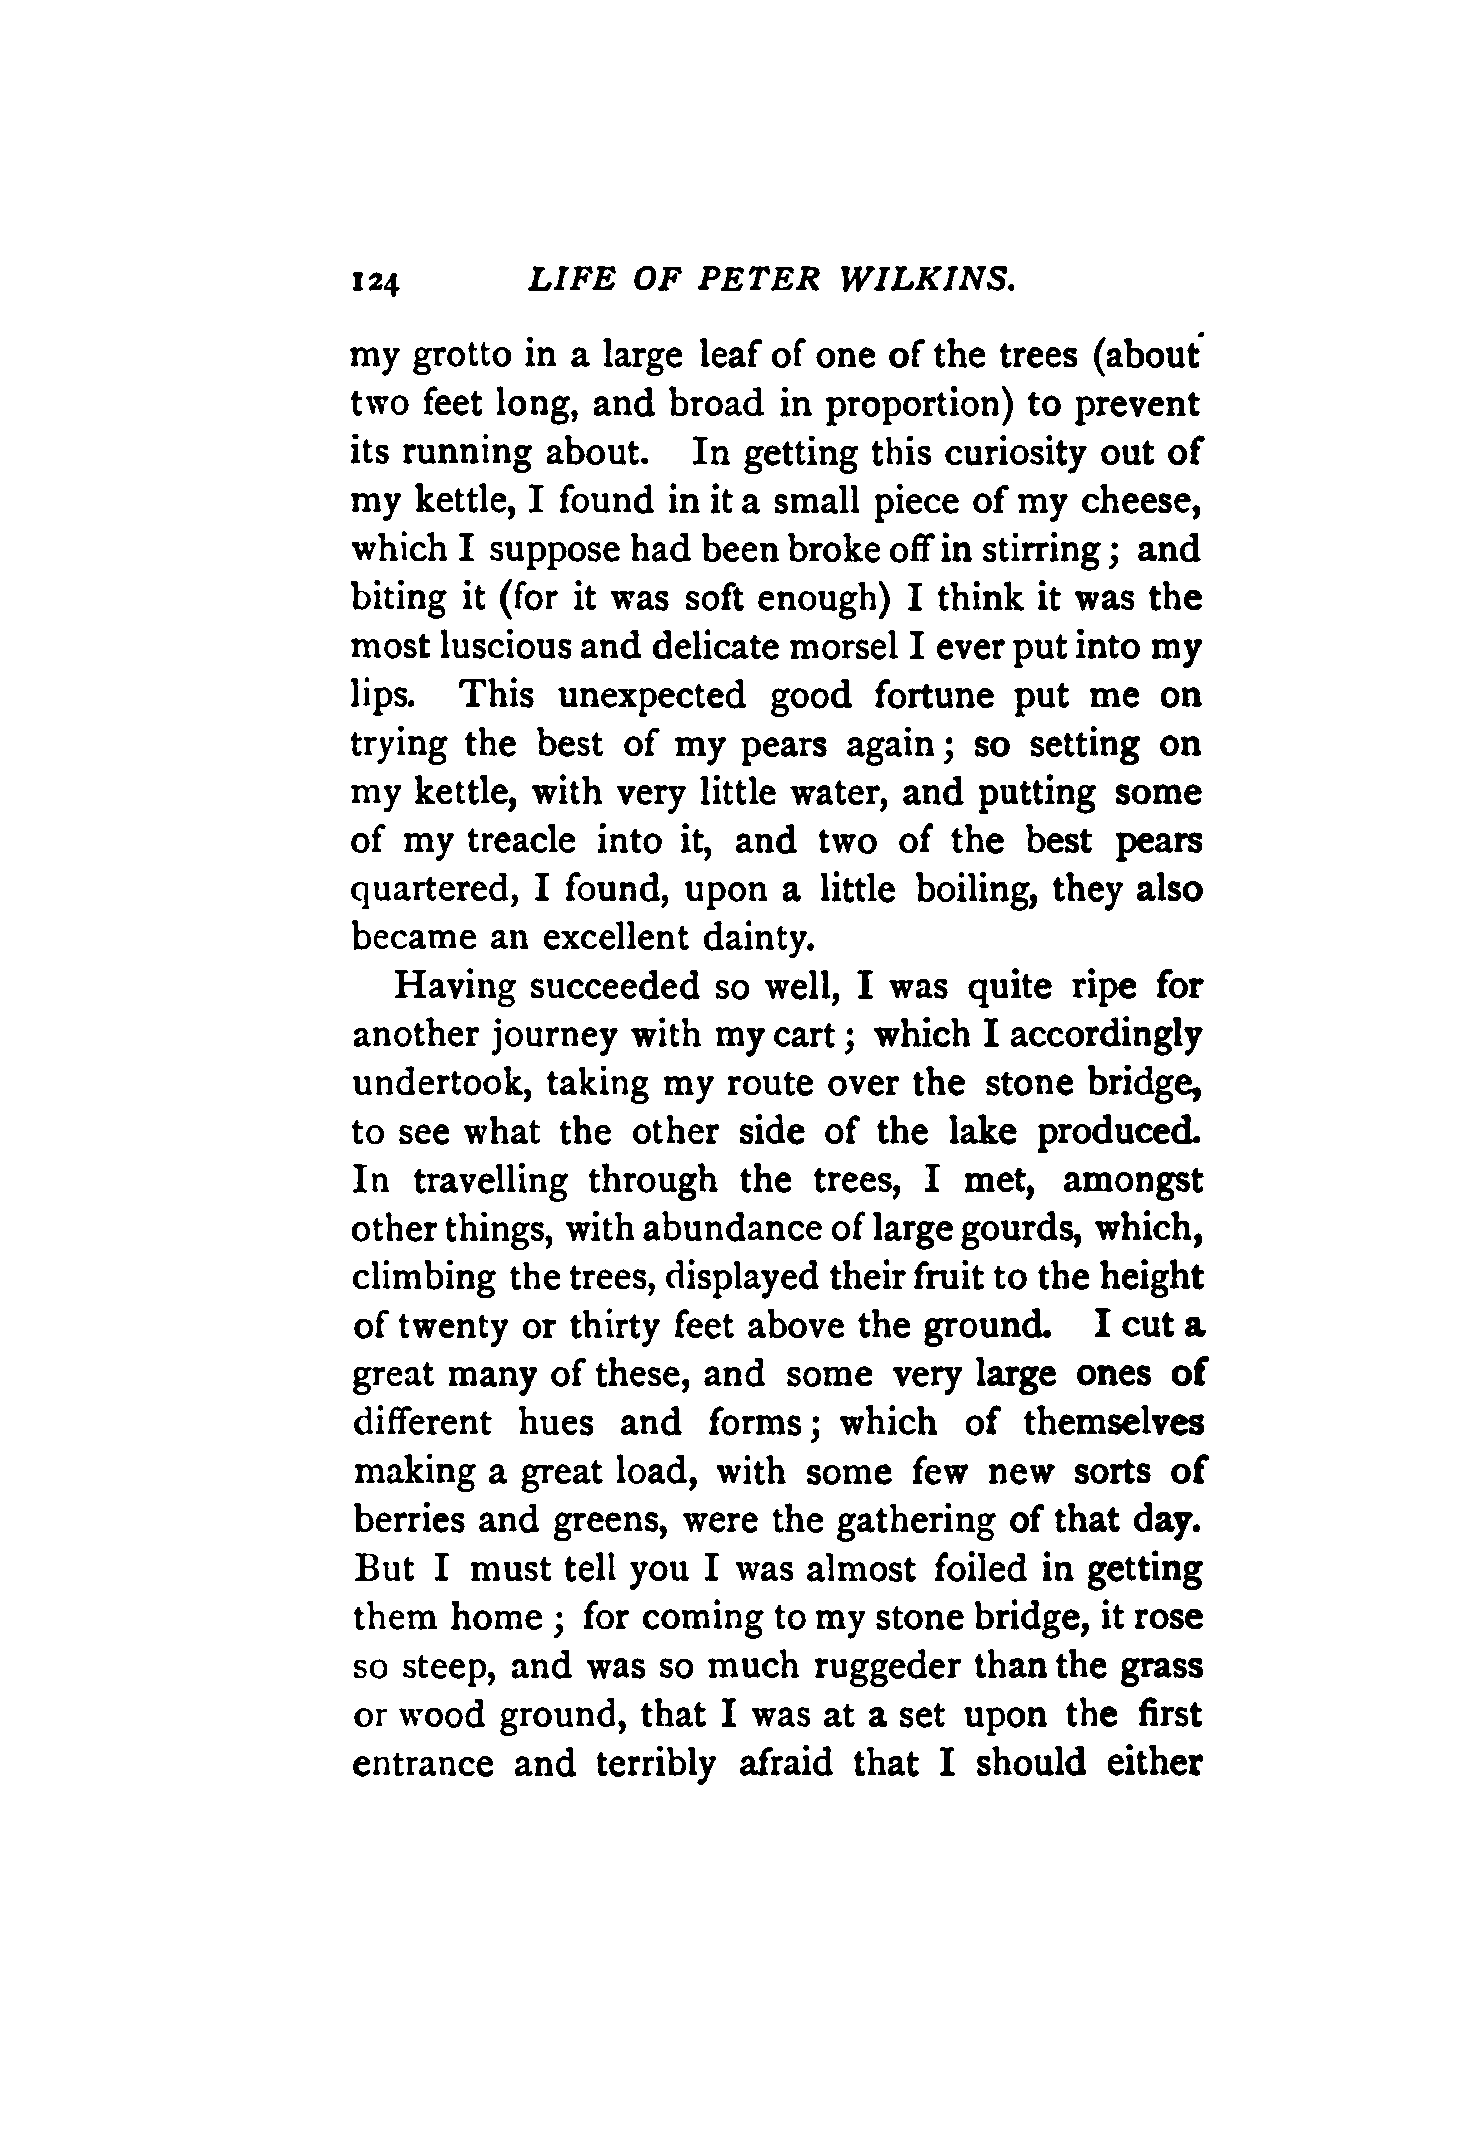 124 LIFE OF PETER WILKINS.
my grotto in a large leaf of one of the trees (about
two feet long, and broad in proportion) to prevent
its running about. In getting this curiosity out of
my kettle, I found in it a small piece of my cheese,
which I suppose had been broke off in stirring ; and
biting it (for it was soft enough) I think it was the
most luscious and delicate morsel I ever put into my
lips. This unexpected good fortune put me on
trying the best of my pears again ; so setting on
my kettle, with very little water, and putting some
of my treacle into it, and two of the best pears
quartered, I found, upon a little boiling, they also
became an excellent dainty.
Having succeeded so well, I was quite ripe for
another journey with my cart ; which I accordingly
undertook, taking my route over the stone bridge,
to see what the other side of the lake produced.
In travelling through the trees, I met, amongst
other things, with abundance of large gourds, which,
climbing the trees, displayed their fruit to the height
of twenty or thirty feet above the ground. I cut a
great many of these, and some very large ones of
different hues and forms ; which of themselves
making a great load, with some few new sorts of
berries and greens, were the gathering of that day.
But I must tell you I was almost foiled in getting
them home ; for coming to my stone bridge, it rose
so steep, and was so much ruggeder than the grass
or wood ground, that I was at a set upon the first
entrance and terribly afraid that I should either